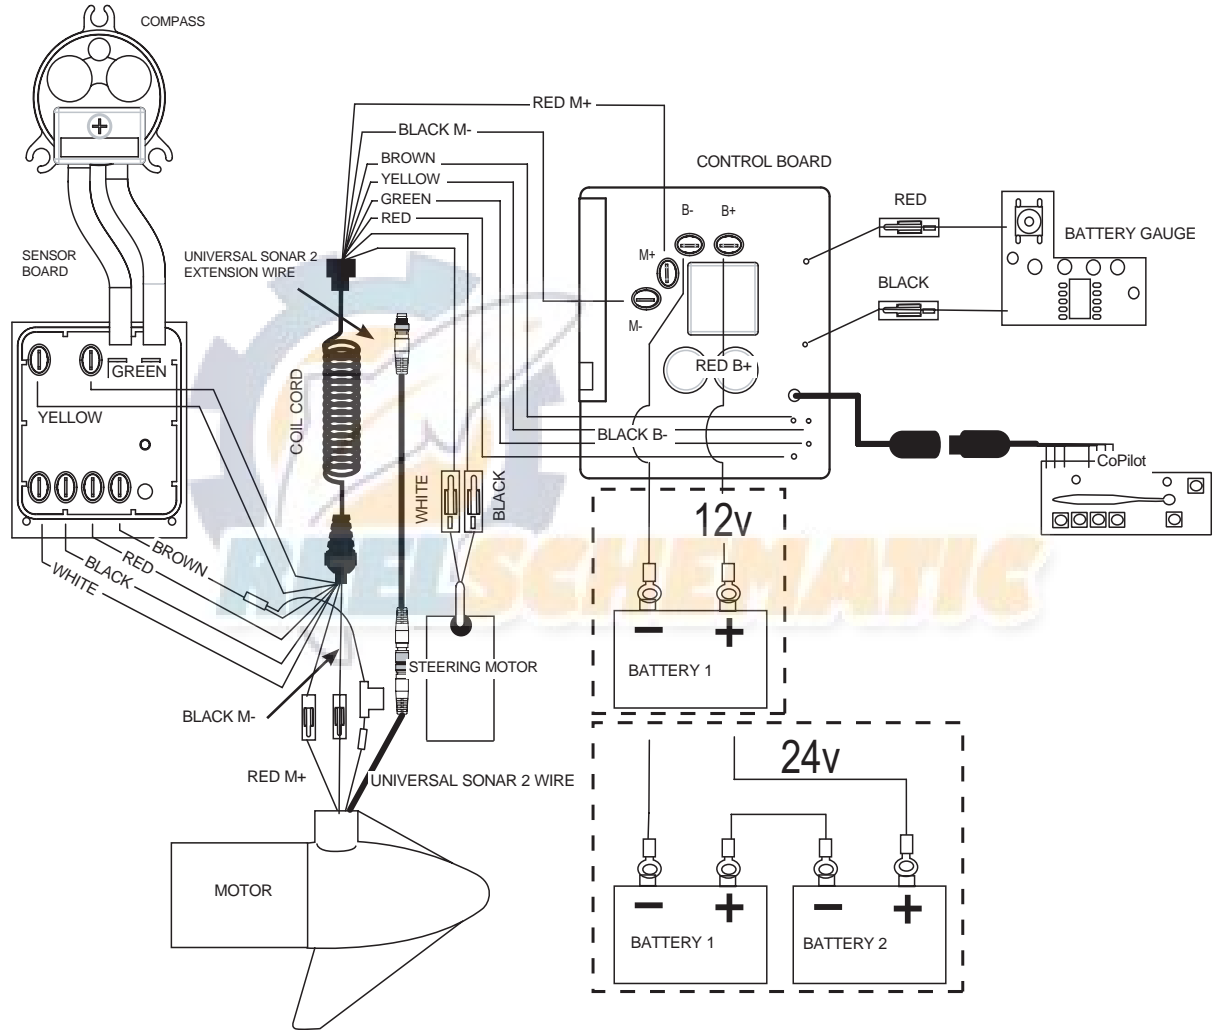 COMPASS
RED M+
BLACK M-
BROWN
YELLOW
GREEN
RED
CONTROL BOARD
RED
B-
B+
BATTERY GAUGE
SENSOR
BOARD
UNIVERSAL SONAR 2
EXTENSION WIRE
M+
BLACK
M-
GREEN
RED B+
YELLOW
COIL CORD
BLACK B-
CoPilot
WHITE
BLACK
12v
BROWN
RED
BLACK
WHITE
REELSCHEMATIC
- +
STEERING MOTOR
BATTERY 1
BLACK M-
24v
RED M+
UNIVERSAL SONAR 2 WIRE
MOTOR
- + - +
BATTERY 1
BATTERY 2